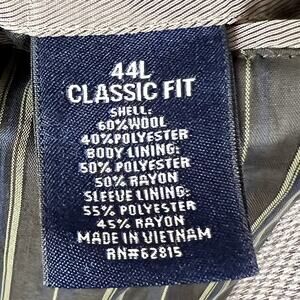 44L
CLASSIC FIT
SHELL:
60%WOOL
40%POLYESTER
BODY LINING:
50% POLYESTER
50% RAYON
SLEEVE LINING:
55% POLYESTER
45% RAYON
MADE IN VIETNAM
RN#62815